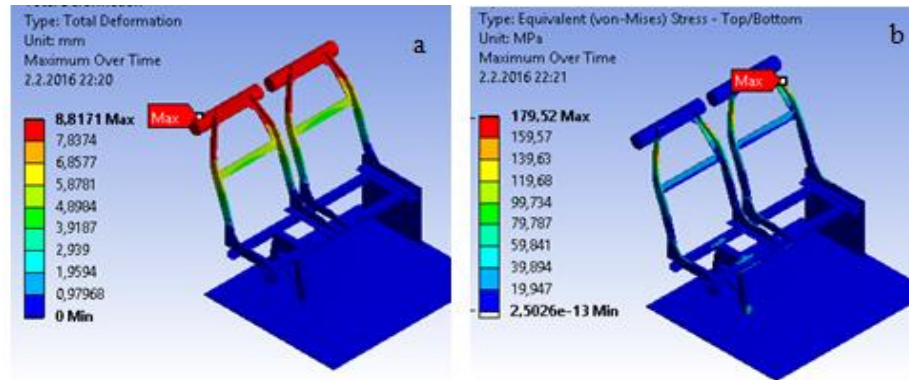 Type: Total Deformation
Unit: mm
Maximum Over Time
2.2.2016 22:20
a
Max
8,8171 Max
7,8374
6,8577
5,8781
4,8984
3,9187
2,939
1,9594
0,97968
0 Min
Type: Equivalent (von-Mises) Stress - Top/Bottom
Unit: MPa
Maximum Over Time
2.2.2016 22:21
b
Max
179,52 Max
159,57
139,63
119,68
99,734
79,787
59,841
39,894
19,947
2,5026e-13 Min